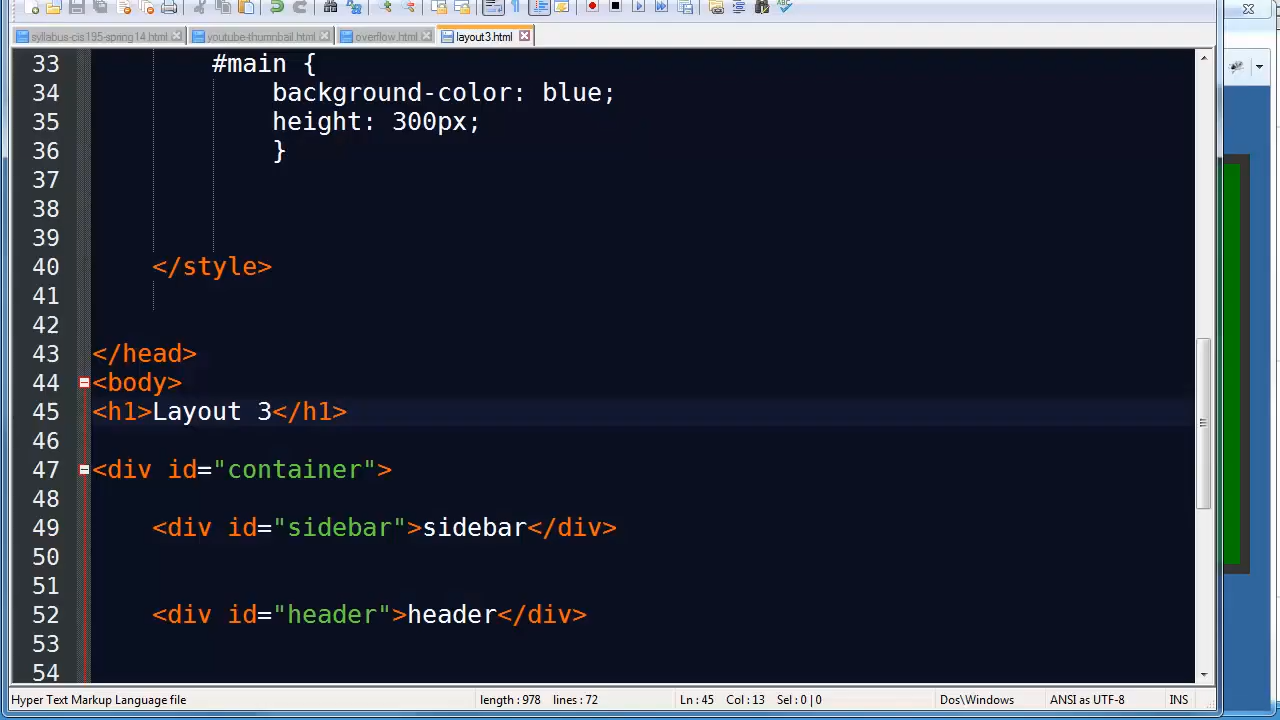 syllabus-cis195-spring14.html youtube-thumnbail.html overflow.html layout3.html
33 #main {
34 background-color: blue;
35 height: 300px;
36 }
37
38
39
40 </style>
41
42
43 </head>
44 <body>
45 <h1>Layout 3</h1>
46
47 <div id="container">
48
49 <div id="sidebar">sidebar</div>
50
51
52 <div id="header">header</div>
53
54
Hyper Text Markup Language file length : 978 lines : 72 Ln : 45 Col : 13 Sel : 0 | 0 Dos\Windows ANSI as UTF-8 INS